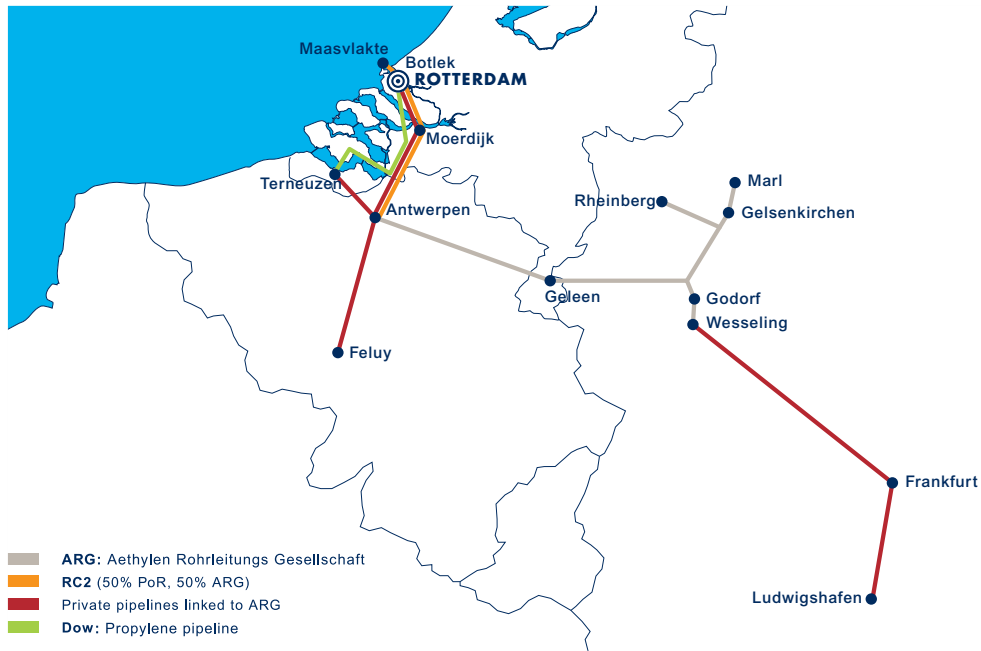 Maasvlakte
Botlek
ROTTERDAM
Moerdijk
Terneuzen
Antwerpen
Marl
Rheinberg
Gelsenkirchen
Geleen
Godorf
Wesseling
Feluy
Frankfurt
Ludwigshafen
ARG: Aethylen Rohrleitungs Gesellschaft
RC2 (50% PoR, 50% ARG)
Private pipelines linked to ARG
Dow: Propylene pipeline